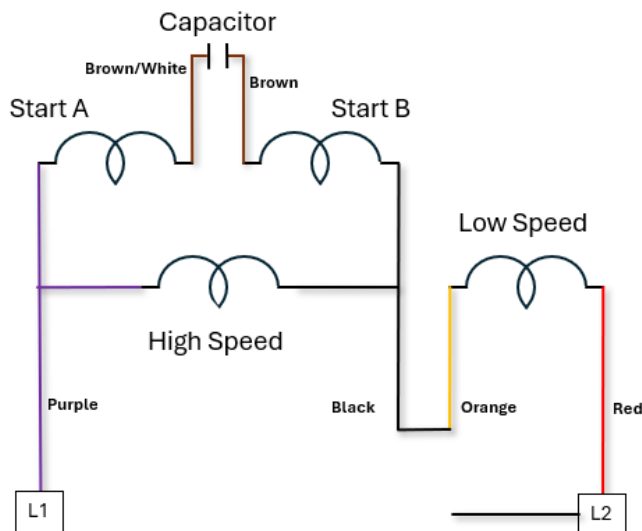 Capacitor
Brown/White
Brown
Start A
Start B
Low Speed
High Speed
Purple
Black
Orange
Red
L1
L2